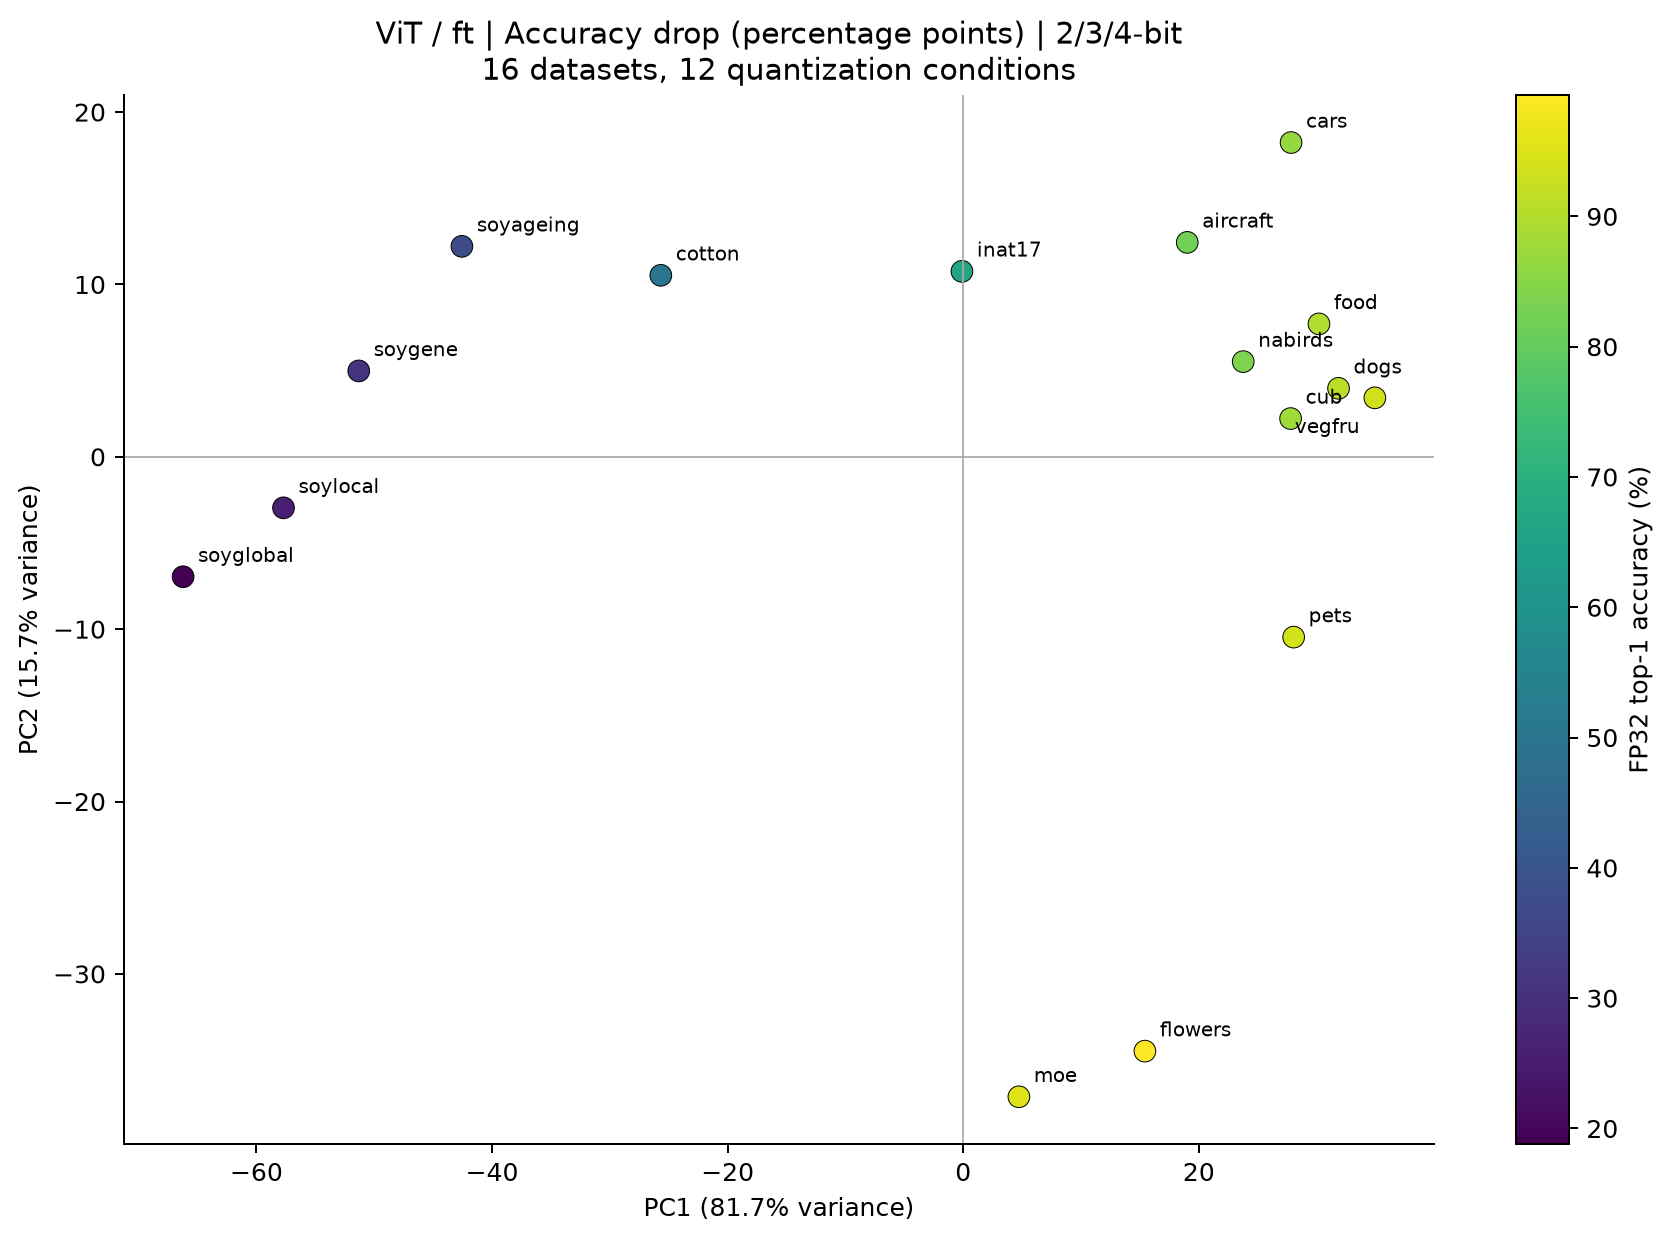 ViT / ft | Accuracy drop (percentage points) | 2/3/4-bit
16 datasets, 12 quantization conditions
20
10
0
−10
−20
−30
PC2 (15.7% variance)
cars
aircraft
soyageing
cotton
inat17
food
nabirds
soygene
dogs
cub
vegfru
soylocal
soyglobal
pets
flowers
moe
−60
−40
−20
0
20
PC1 (81.7% variance)
90
80
70
60
50
40
30
20
FP32 top-1 accuracy (%)